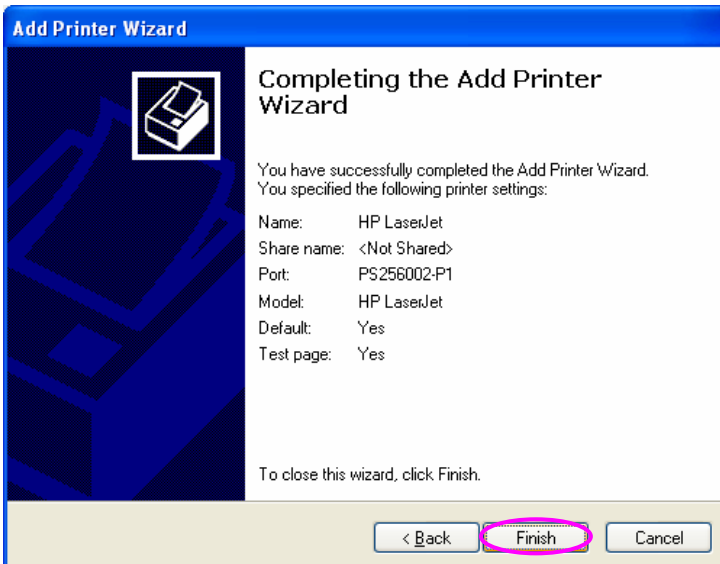 Add Printer Wizard
Completing the Add Printer
Wizard
You have successfully completed the Add Printer Wizard.
You specified the following printer settings:
Name: HP LaserJet
Share name: <Not Shared>
Port: PS256002-P1
Model: HP LaserJet
Default: Yes
Test page: Yes
To close this wizard, click Finish.
< Back Finish Cancel